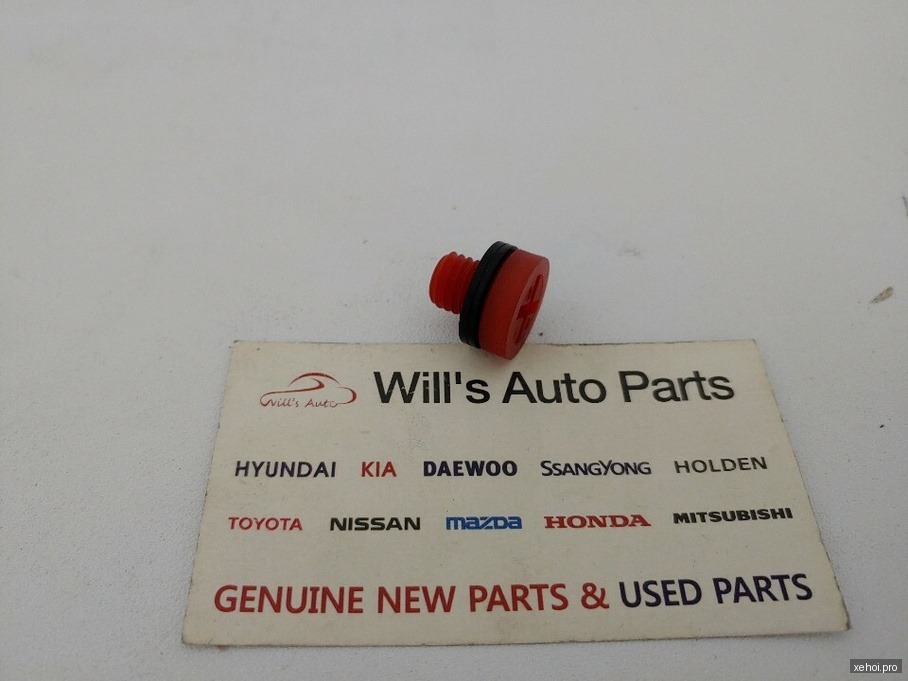 Will's Auto Will's Auto Parts
HYUNDAI KIA DAEWOO SSANGYONG HOLDEN
TOYOTA NISSAN mazda HONDA MITSUBISHI
GENUINE NEW PARTS & USED PARTS
xehoi.pro